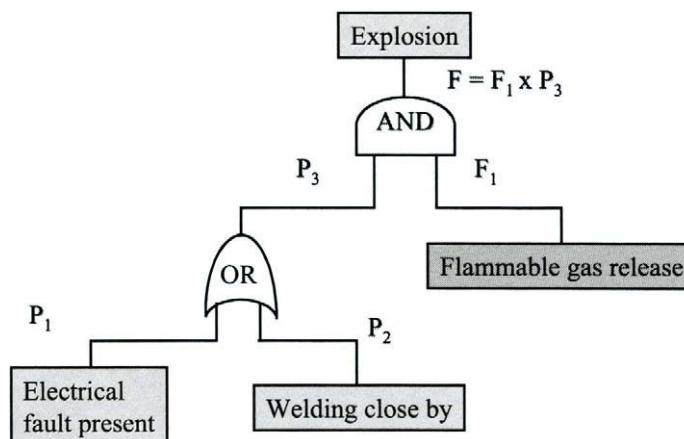 Explosion
F = F₁ x P₃
AND
P₃
F₁
OR
Flammable gas release
P₁
P₂
Electrical
fault present
Welding close by